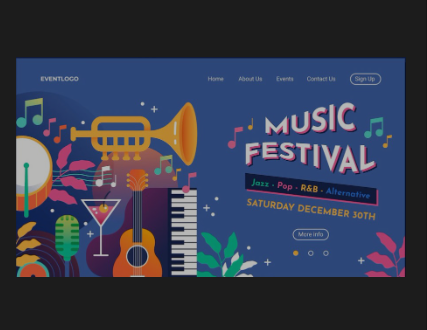 EVENTLOGO
Home
About Us
Events
Contact Us
Sign Up
MUSIC
FESTIVAL
Jazz • Pop • R&B • Alternative
SATURDAY DECEMBER 30TH
More info